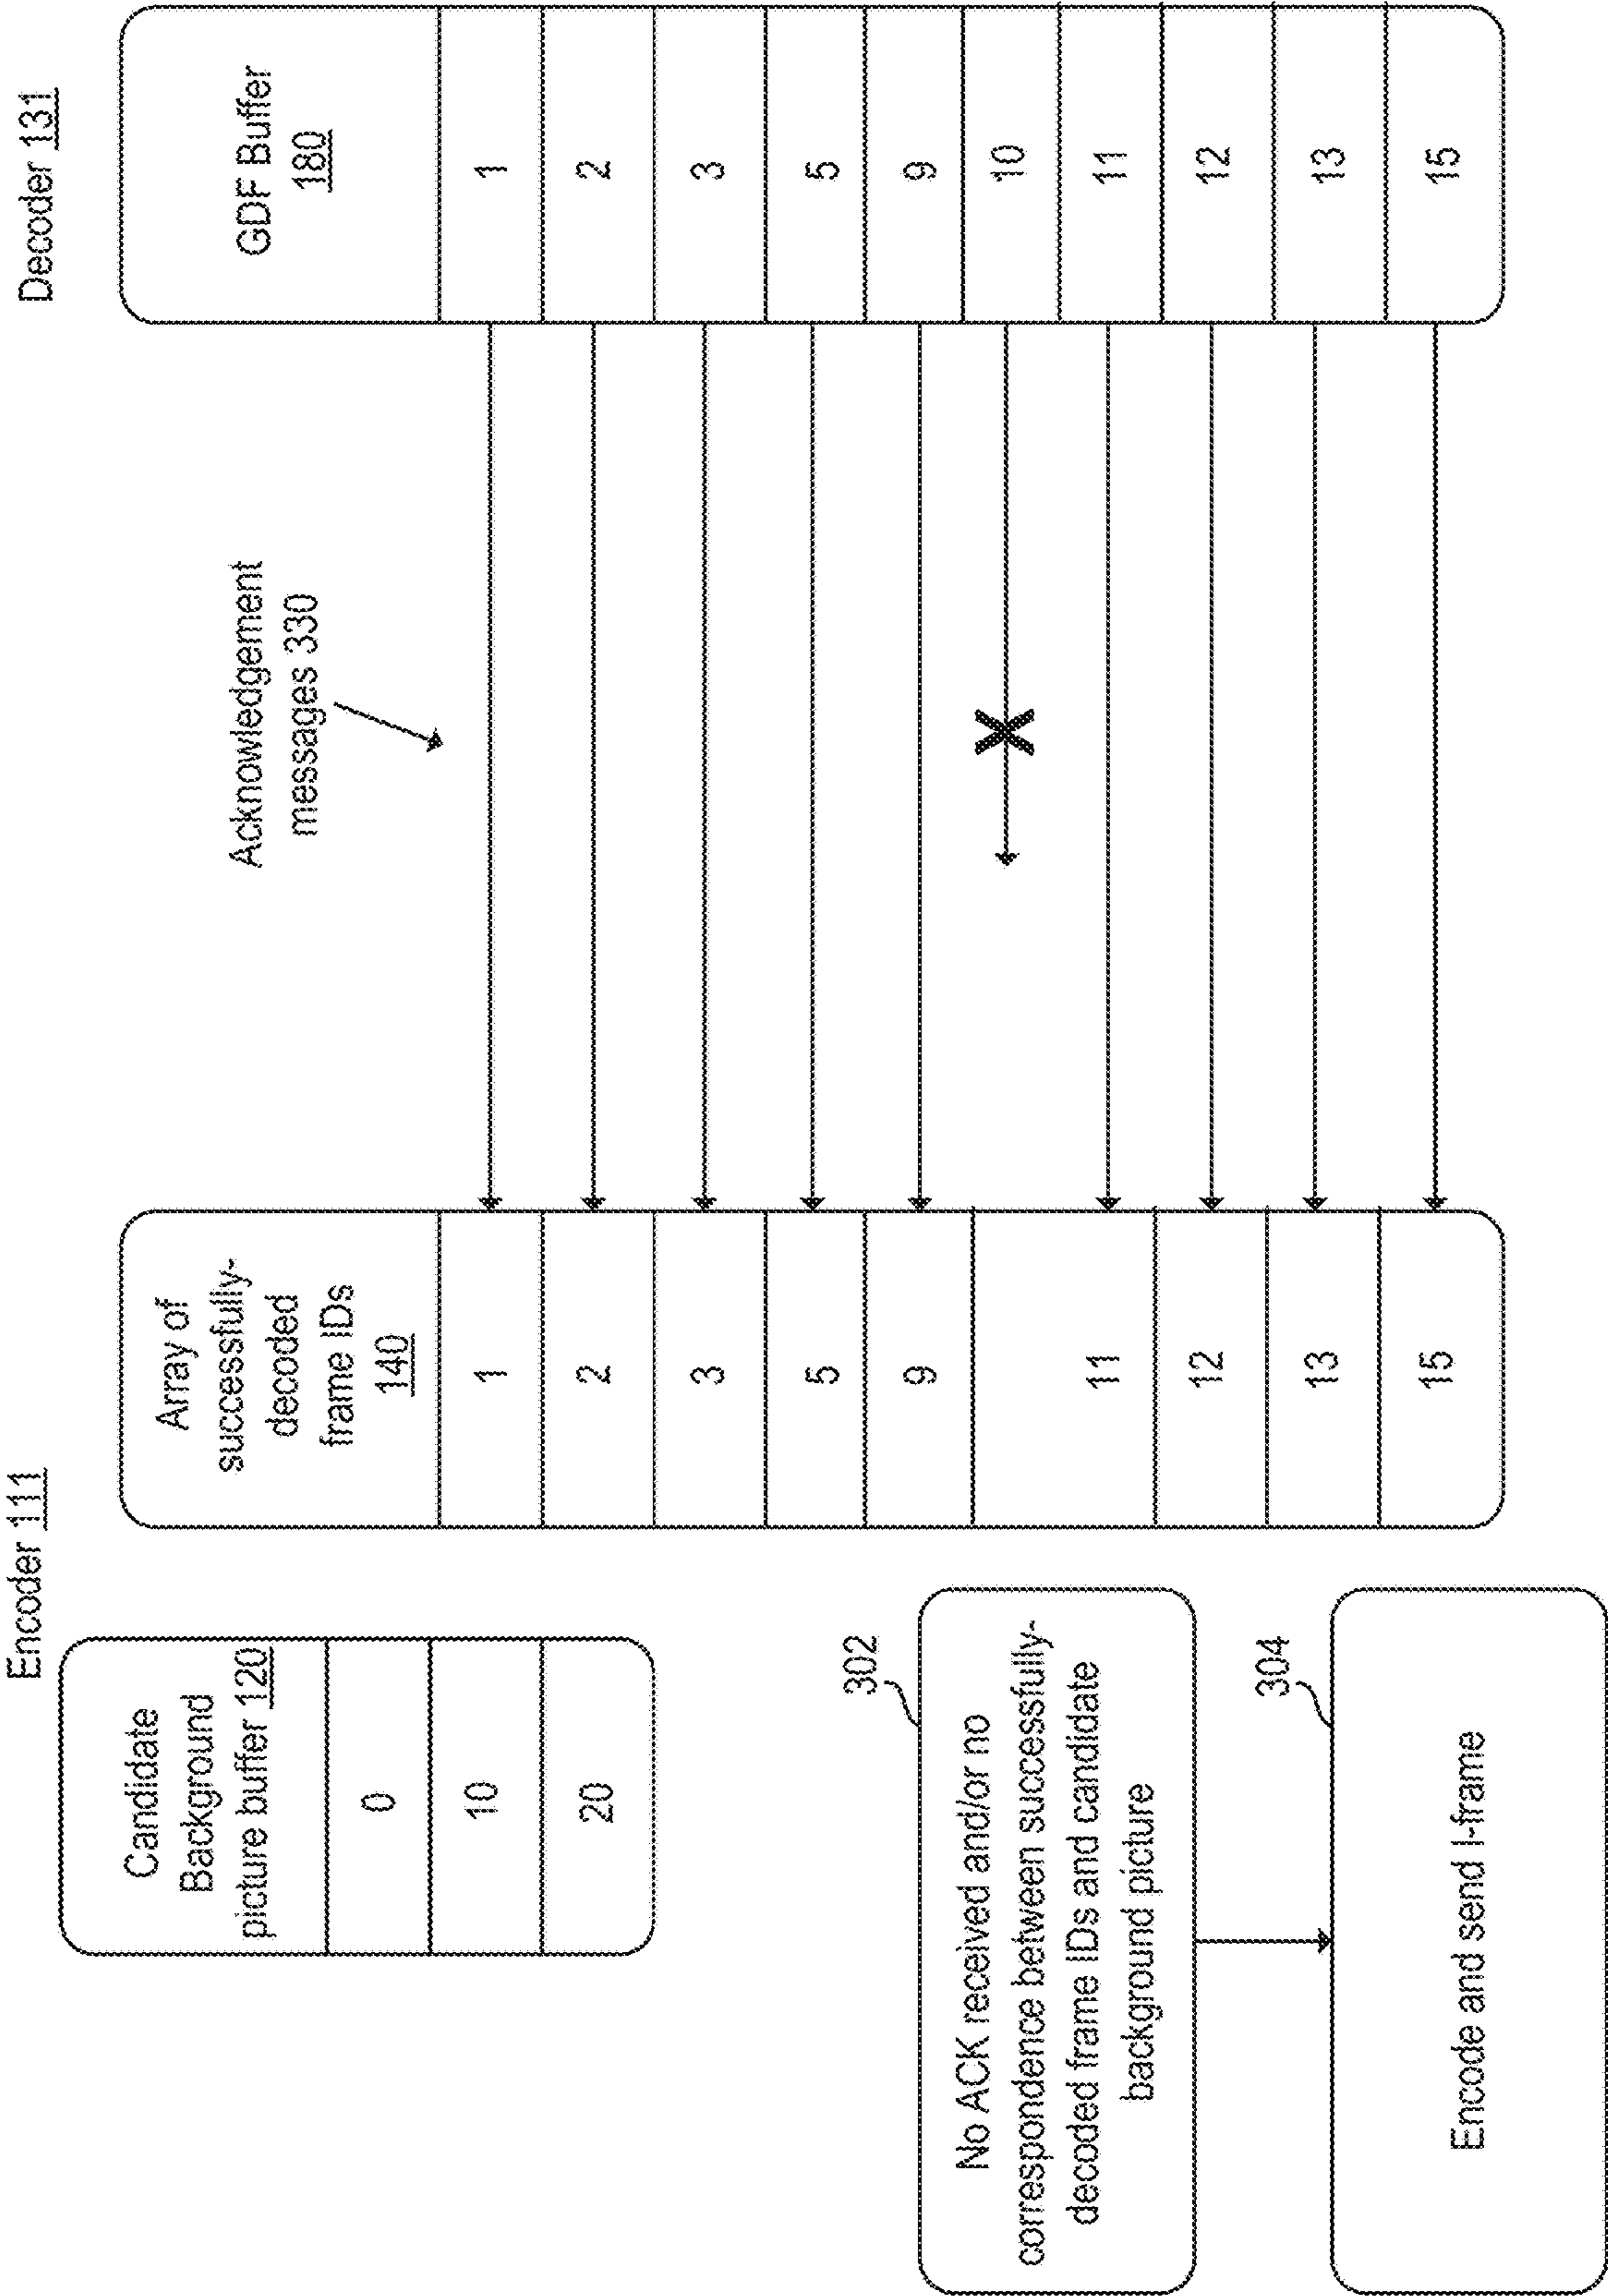 Encoder 111
Candidate
Background
picture buffer 120
0
10
20
302
No ACK received and/or no
correspondence between successfully-
decoded frame IDs and candidate
background picture
304
Encode and send I-frame
Array of
successfully-
decoded
frame IDs
140
1
2
3
5
9
11
12
13
15
Acknowledgement
messages 330
Decoder 131
GDF Buffer
180
1
2
3
5
9
10
11
12
13
15